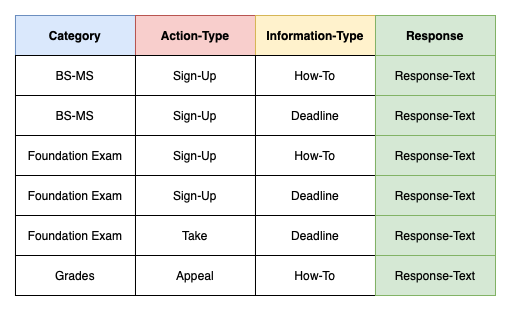 Category Action-Type Information-Type Response
BS-MS Sign-Up How-To Response-Text
BS-MS Sign-Up Deadline Response-Text
Foundation Exam Sign-Up How-To Response-Text
Foundation Exam Sign-Up Deadline Response-Text
Foundation Exam Take Deadline Response-Text
Grades Appeal How-To Response-Text